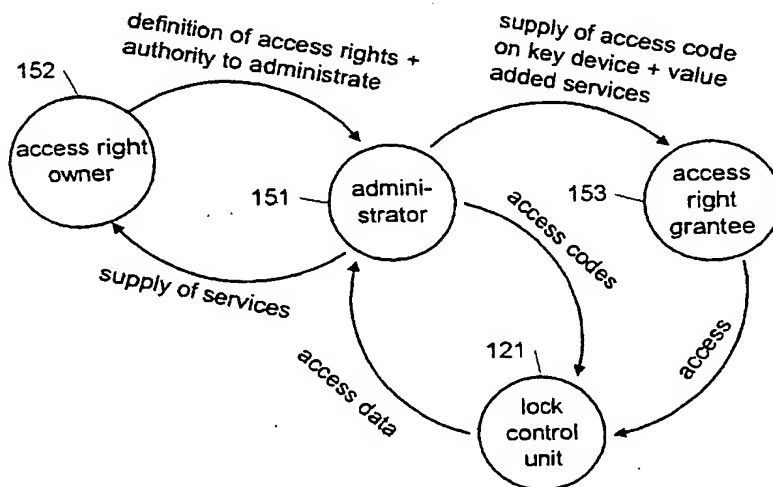 definition of access rights +
authority to administrate
supply of access code
on key device + value
added services
152
access right
owner
151
admini-
strator
153
access
right
grantee
access codes
supply of services
access data
access
121
lock
control
unit